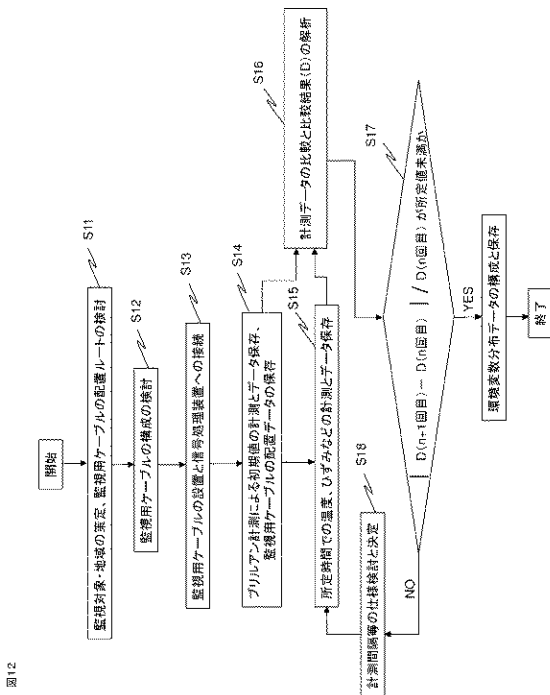 図12
開始
監視対象・地域の策定、監視用ケーブルの配置ルートの検討
S11
監視用ケーブルの構成の検討
S12
監視用ケーブルの設置と信号処理装置への接続
S13
ブリルアン計測による初期値の計測とデータ保存、
監視用ケーブルの配置データの保存
S14
所定時間での温度、ひずみなどの計測とデータ保存
S15
計測データの比較と比較結果(D)の解析
S16
| D(n+1回目) − D(n回目) | / D(n回目) が所定値未満か
S17
NO
計測間隔等の仕様検討と決定
S18
YES
環境変数分布データの構成と保存
終了